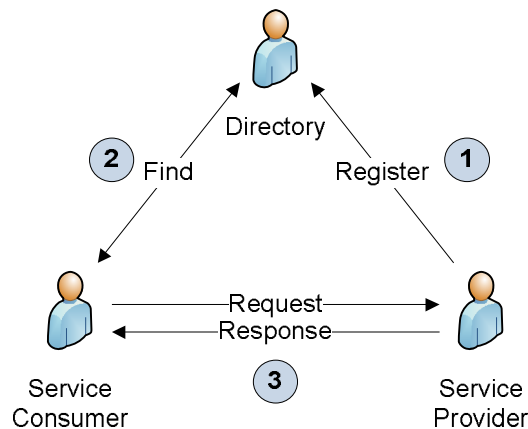 Directory
2
Find
Register
1
Request
Response
3
Service
Consumer
Service
Provider